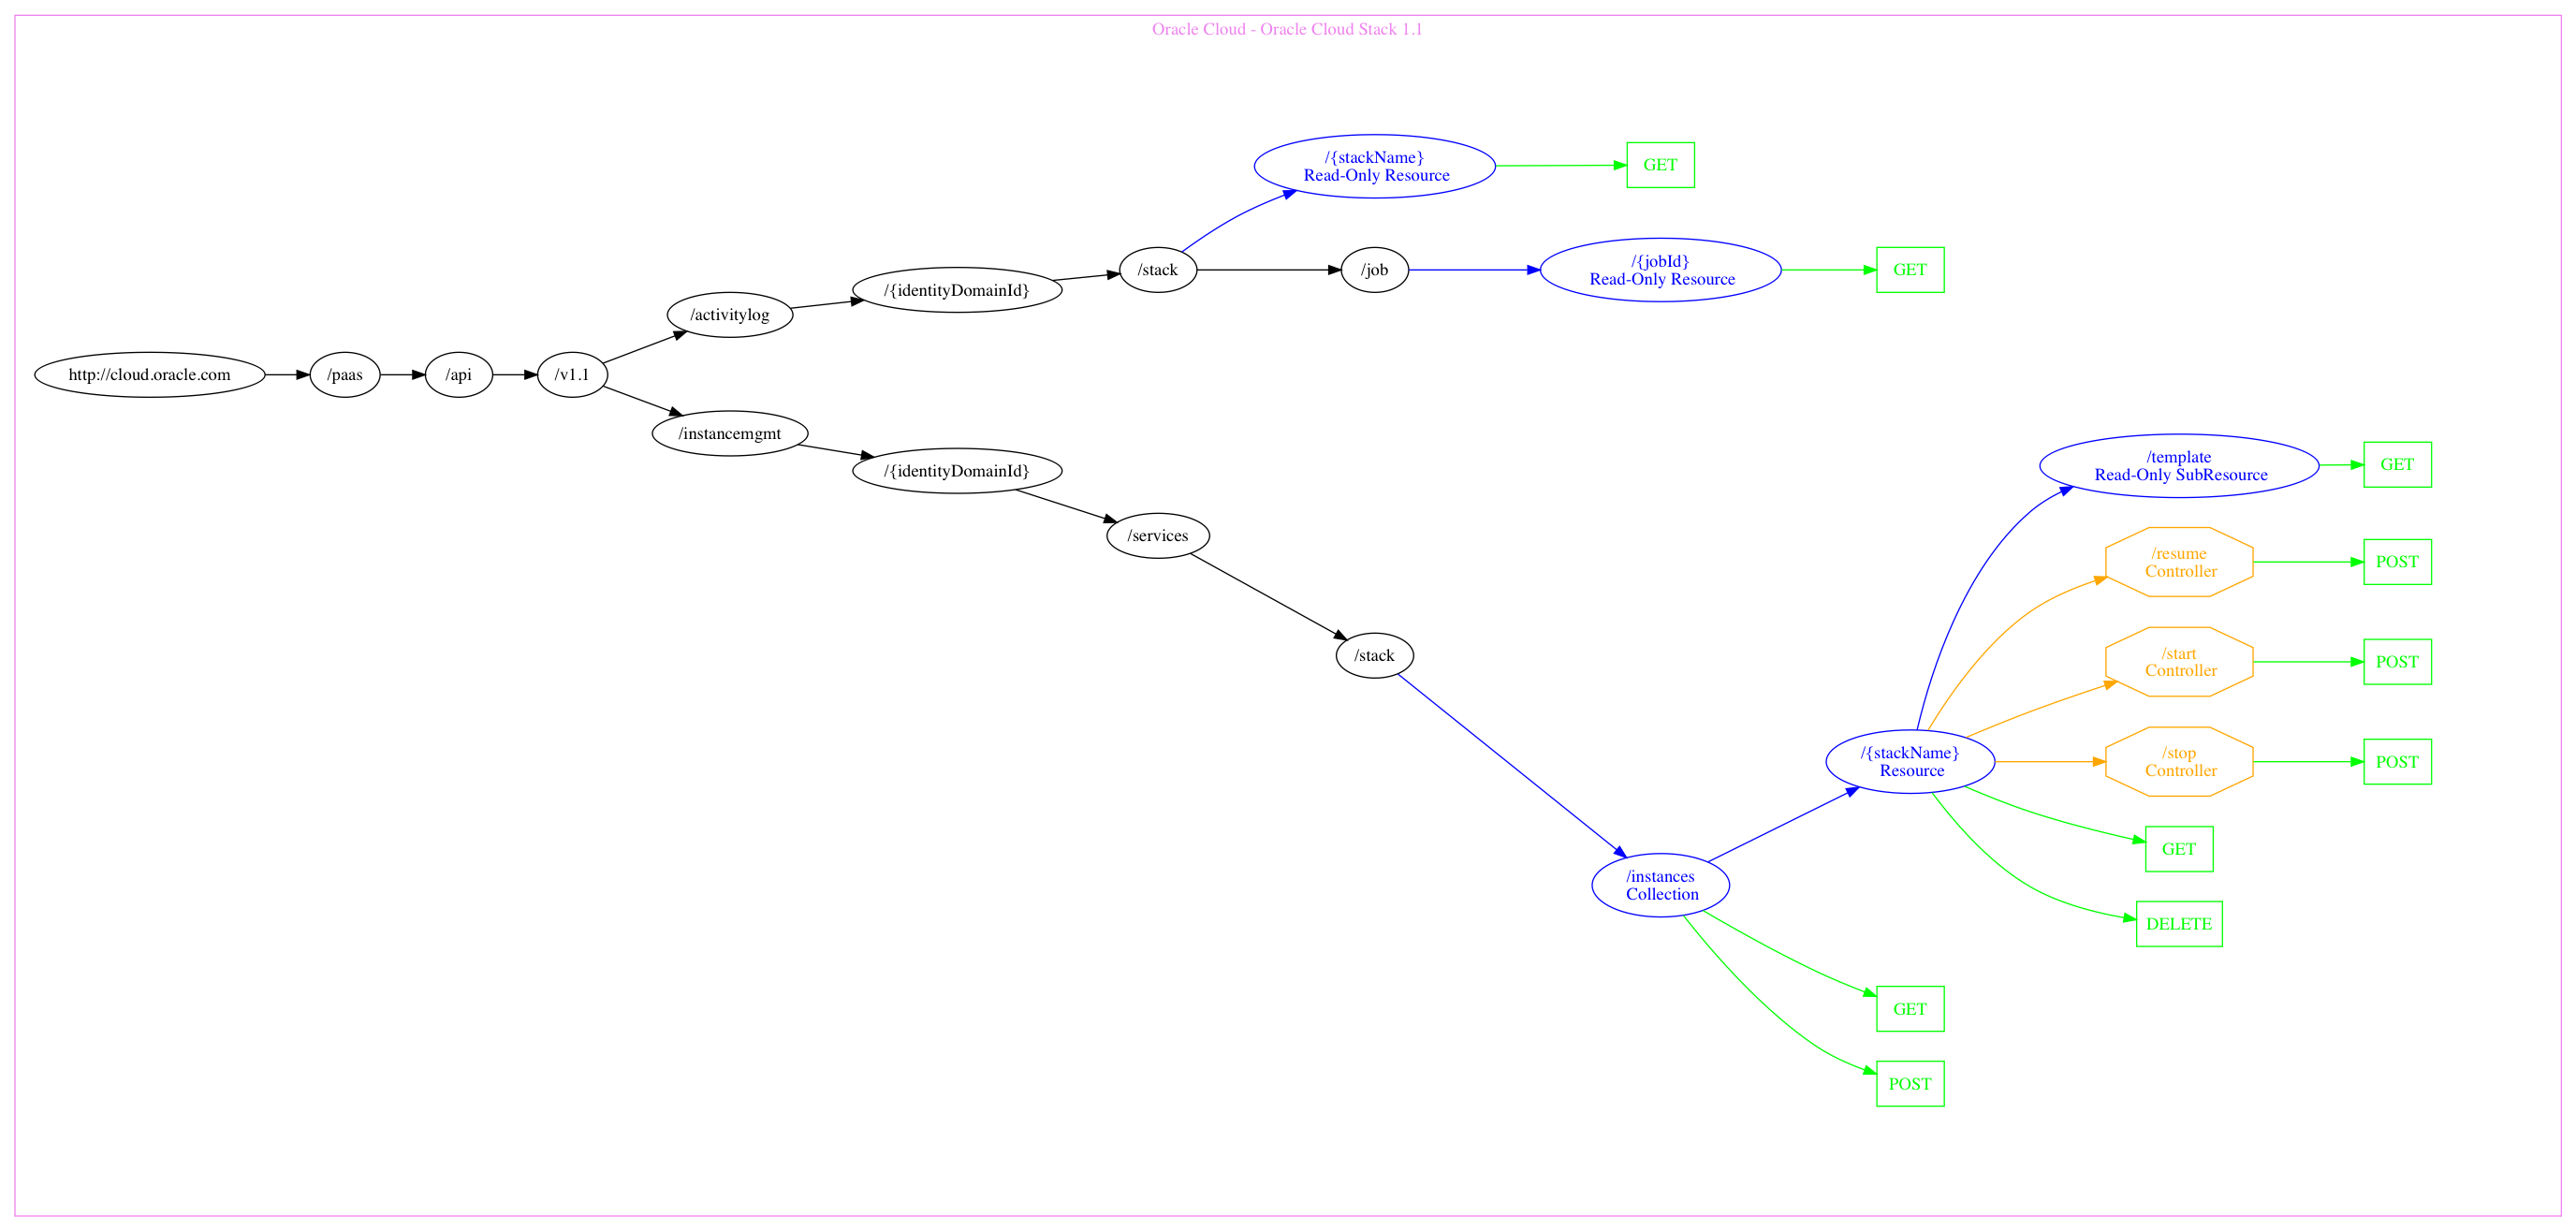 Oracle Cloud - Oracle Cloud Stack 1.1
/{stackName}
Read-Only Resource
GET
/stack
/job
/{jobId}
Read-Only Resource
GET
/{identityDomainId}
/activitylog
http://cloud.oracle.com
/paas
/api
/v1.1
/instancemgmt
/{identityDomainId}
/services
/stack
/template
Read-Only SubResource
GET
/resume
Controller
POST
/start
Controller
POST
/{stackName}
Resource
/stop
Controller
POST
GET
DELETE
/instances
Collection
GET
POST